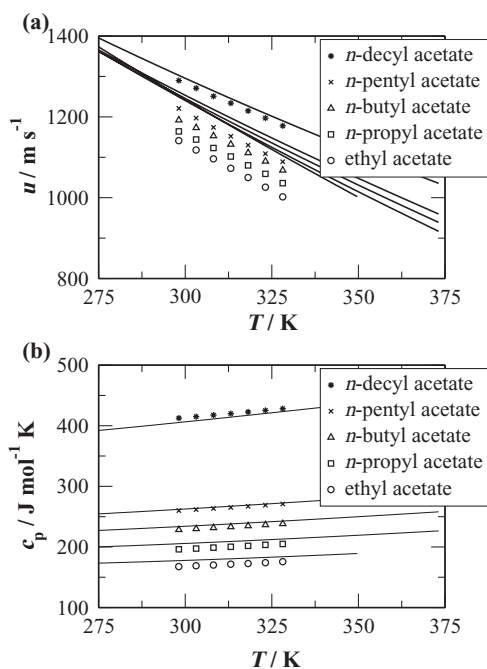 (a)
1400
1200
1000
800
u / m s⁻¹
n-decyl acetate
n-pentyl acetate
n-butyl acetate
n-propyl acetate
ethyl acetate
275 300 325 350 375
T / K
(b)
500
400
300
200
100
c_p / J mol⁻¹ K
n-decyl acetate
n-pentyl acetate
n-butyl acetate
n-propyl acetate
ethyl acetate
275 300 325 350 375
T / K